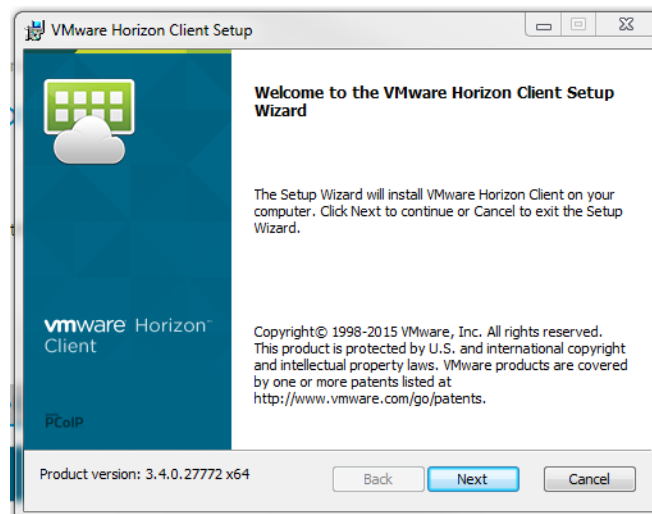 VMware Horizon Client Setup
Welcome to the VMware Horizon Client Setup
Wizard
The Setup Wizard will install VMware Horizon Client on your
computer. Click Next to continue or Cancel to exit the Setup
Wizard.
vmware Horizon™
Client
Copyright© 1998-2015 VMware, Inc. All rights reserved.
This product is protected by U.S. and international copyright
and intellectual property laws. VMware products are covered
by one or more patents listed at
http://www.vmware.com/go/patents.
PCoIP
Product version: 3.4.0.27772 x64
Back
Next
Cancel